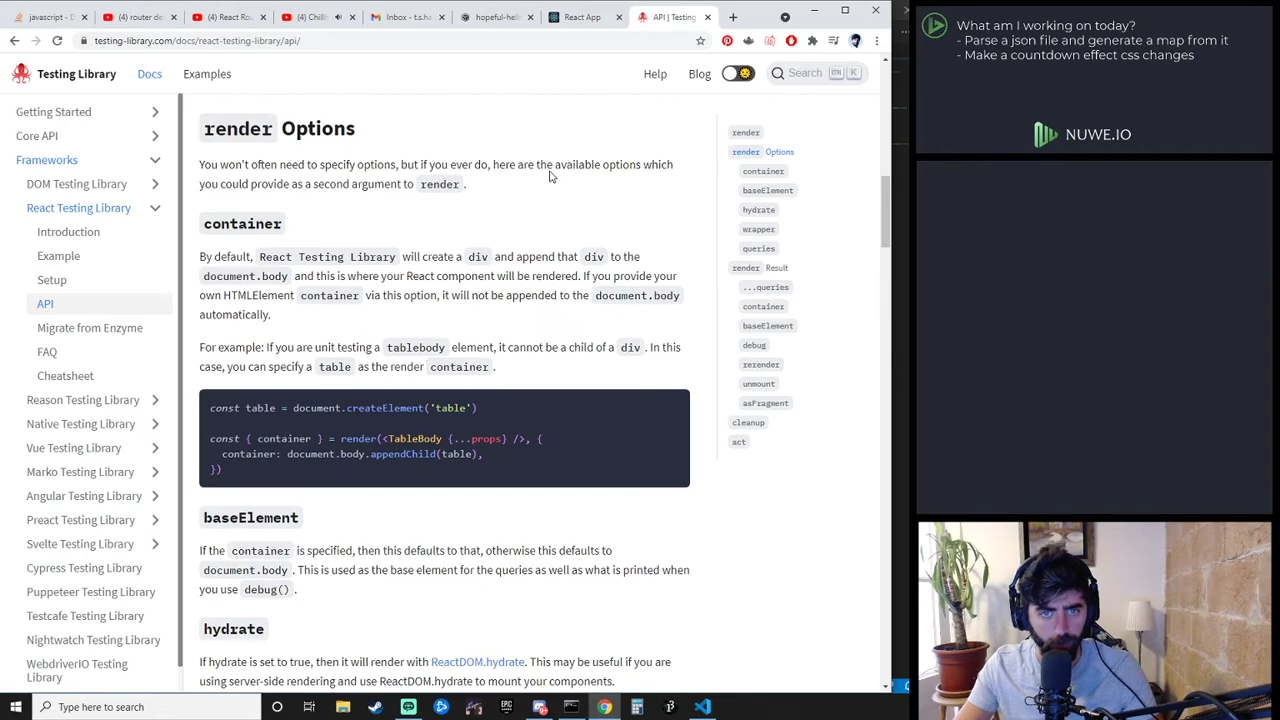 javascript - D
(4) router de
(4) React Rou
(4) Chillh
Inbox - t.s.ha
hopeful-hell
React App
API | Testing
testing-library.com/docs/react-testing-library/api/
Testing Library
Docs
Examples
Help
Blog
Search
CTRL
K
Getting Started
Core API
Frameworks
DOM Testing Library
React Testing Library
Introduction
Example
Setup
API
Migrate from Enzyme
FAQ
Cheatsheet
Reason Testing Library
Native Testing Library
Vue Testing Library
Marko Testing Library
Angular Testing Library
Preact Testing Library
Svelte Testing Library
Cypress Testing Library
Puppeteer Testing Library
Testcafe Testing Library
Nightwatch Testing Library
WebdriverIO Testing
Library
render Options
You won't often need to specify options, but if you ever do, here are the available options which
you could provide as a second argument to render.
container
By default, React Testing Library will create a div and append that div to the
document.body and this is where your React component will be rendered. If you provide your
own HTMLElement container via this option, it will not be appended to the document.body
automatically.
For example: If you are unit testing a tablebody element, it cannot be a child of a div. In this
case, you can specify a table as the render container.
const table = document.createElement('table')
const { container } = render(<TableBody {...props} />, {
container: document.body.appendChild(table),
})
baseElement
If the container is specified, then this defaults to that, otherwise this defaults to
document.body. This is used as the base element for the queries as well as what is printed when
you use debug().
hydrate
If hydrate is set to true, then it will render with ReactDOM.hydrate. This may be useful if you are
using server-side rendering and use ReactDOM.hydrate to mount your components.
render
render Options
container
baseElement
hydrate
wrapper
queries
render Result
...queries
container
baseElement
debug
rerender
unmount
asFragment
cleanup
act
What am I working on today?
- Parse a json file and generate a map from it
- Make a countdown effect css changes
NUWE.IO
Type here to search